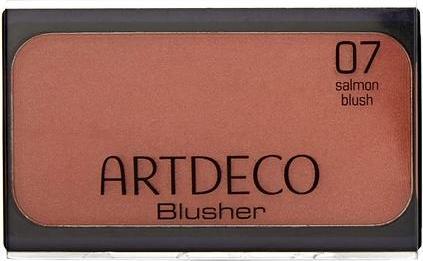 07
salmon
blush
ARTDECO
Blusher